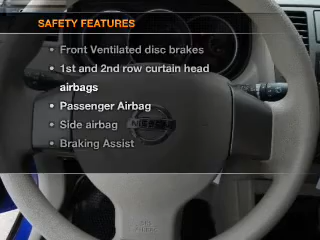 SAFETY FEATURES
• Front Ventilated disc brakes
• 1st and 2nd row curtain head
airbags
• Passenger Airbag
• Side airbag
• Braking Assist
NISSAN